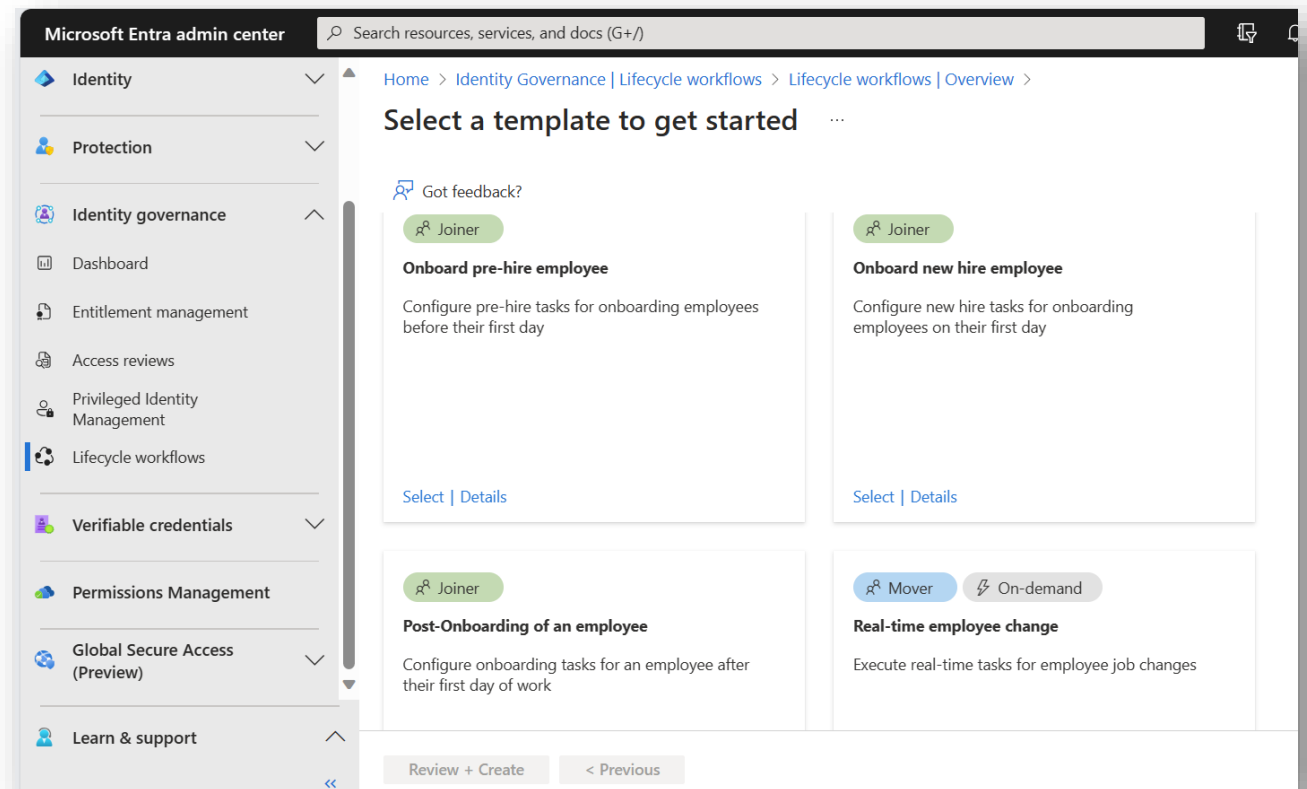 Microsoft Entra admin center
Search resources, services, and docs (G+/)
Identity
Protection
Identity governance
Dashboard
Entitlement management
Access reviews
Privileged Identity
Management
Lifecycle workflows
Verifiable credentials
Permissions Management
Global Secure Access
(Preview)
Learn & support
«
Home > Identity Governance | Lifecycle workflows > Lifecycle workflows | Overview >
Select a template to get started ...
Got feedback?
Joiner
Onboard pre-hire employee
Configure pre-hire tasks for onboarding employees
before their first day
Select | Details
Joiner
Onboard new hire employee
Configure new hire tasks for onboarding
employees on their first day
Select | Details
Joiner
Post-Onboarding of an employee
Configure onboarding tasks for an employee after
their first day of work
Mover On-demand
Real-time employee change
Execute real-time tasks for employee job changes
Review + Create < Previous